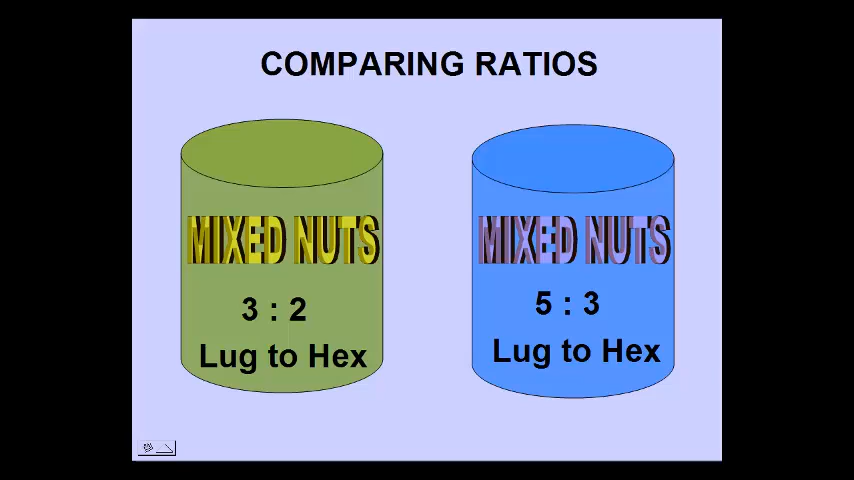 COMPARING RATIOS
MIXED NUTS
3 : 2
Lug to Hex
MIXED NUTS
5 : 3
Lug to Hex